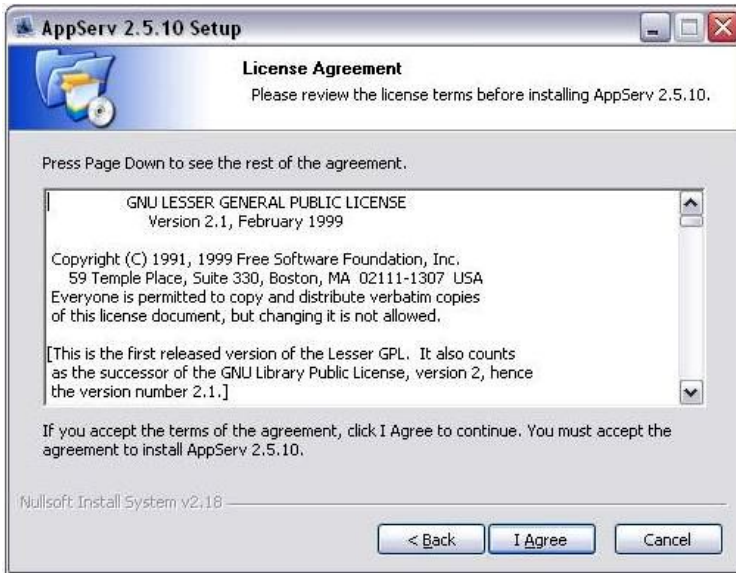 AppServ 2.5.10 Setup
License Agreement
Please review the license terms before installing AppServ 2.5.10.
Press Page Down to see the rest of the agreement.
GNU LESSER GENERAL PUBLIC LICENSE
Version 2.1, February 1999
Copyright (C) 1991, 1999 Free Software Foundation, Inc.
59 Temple Place, Suite 330, Boston, MA 02111-1307 USA
Everyone is permitted to copy and distribute verbatim copies
of this license document, but changing it is not allowed.
[This is the first released version of the Lesser GPL. It also counts
as the successor of the GNU Library Public License, version 2, hence
the version number 2.1.]
If you accept the terms of the agreement, click I Agree to continue. You must accept the
agreement to install AppServ 2.5.10.
Nullsoft Install System v2.18
< Back
I Agree
Cancel